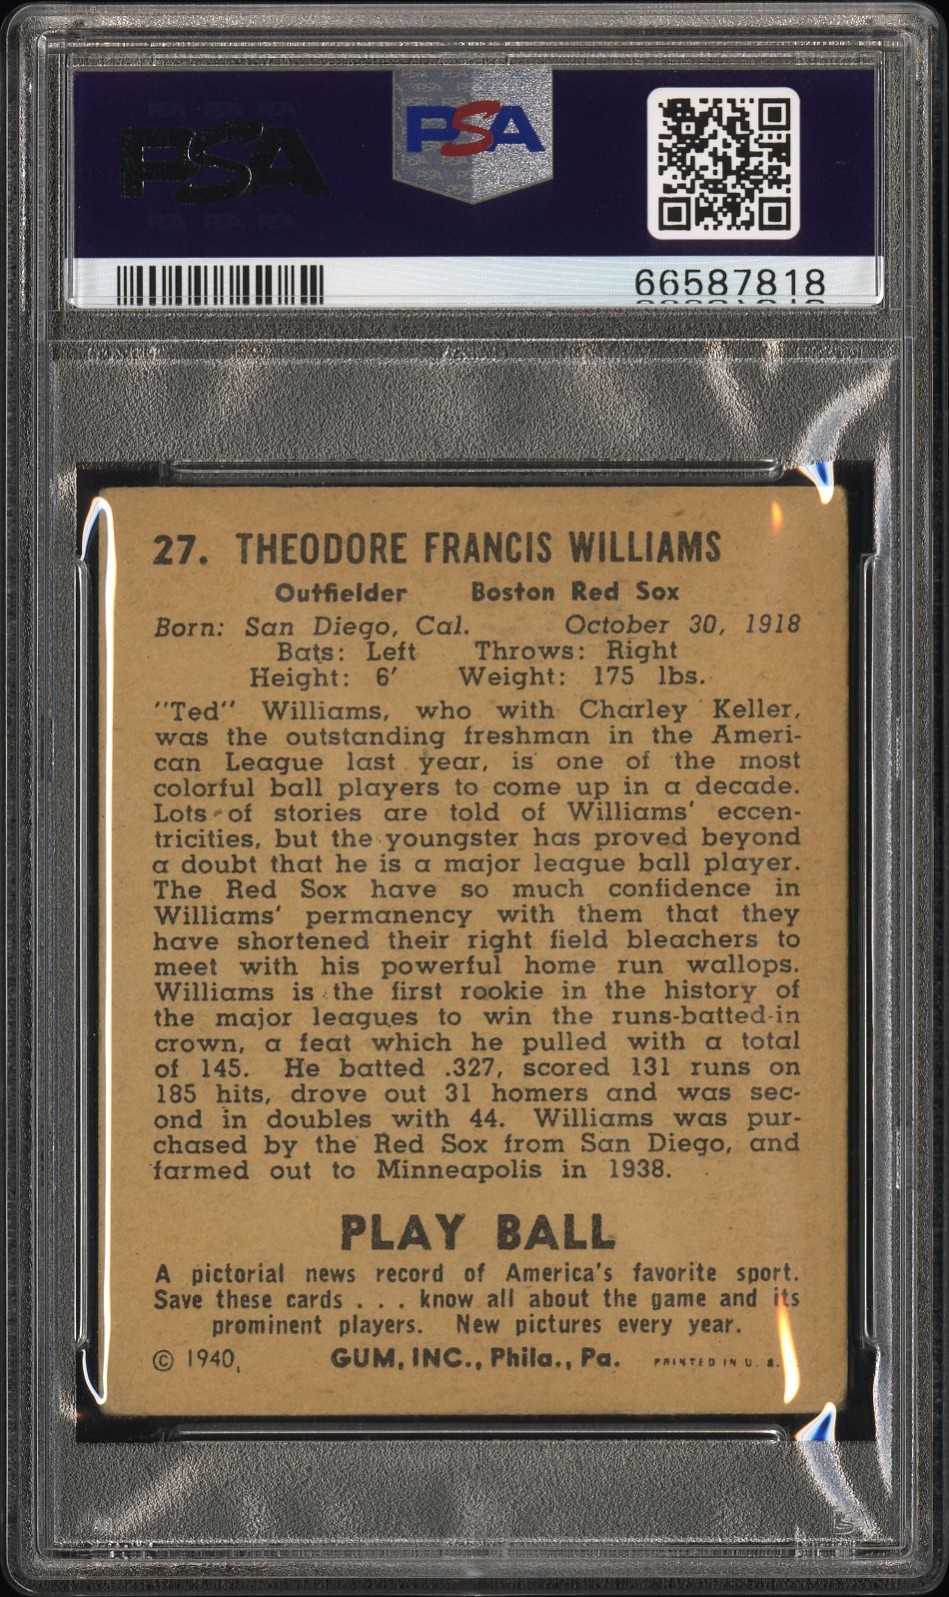 PSA
PSA
66587818
27. THEODORE FRANCIS WILLIAMS
Outfielder Boston Red Sox
Born: San Diego, Cal. October 30, 1918
Bats: Left Throws: Right
Height: 6' Weight: 175 lbs.
"Ted" Williams, who with Charley Keller,
was the outstanding freshman in the Ameri-
can League last year, is one of the most
colorful ball players to come up in a decade.
Lots of stories are told of Williams' eccen-
tricities, but the youngster has proved beyond
a doubt that he is a major league ball player.
The Red Sox have so much confidence in
Williams' permanency with them that they
have shortened their right field bleachers to
meet with his powerful home run wallops.
Williams is the first rookie in the history of
the major leagues to win the runs-batted-in
crown, a feat which he pulled with a total
of 145. He batted .327, scored 131 runs on
185 hits, drove out 31 homers and was sec-
ond in doubles with 44. Williams was pur-
chased by the Red Sox from San Diego, and
farmed out to Minneapolis in 1938.
PLAY BALL
A pictorial news record of America's favorite sport.
Save these cards . . . know all about the game and its
prominent players. New pictures every year.
© 1940, GUM, INC., Phila., Pa. PRINTED IN U. S.